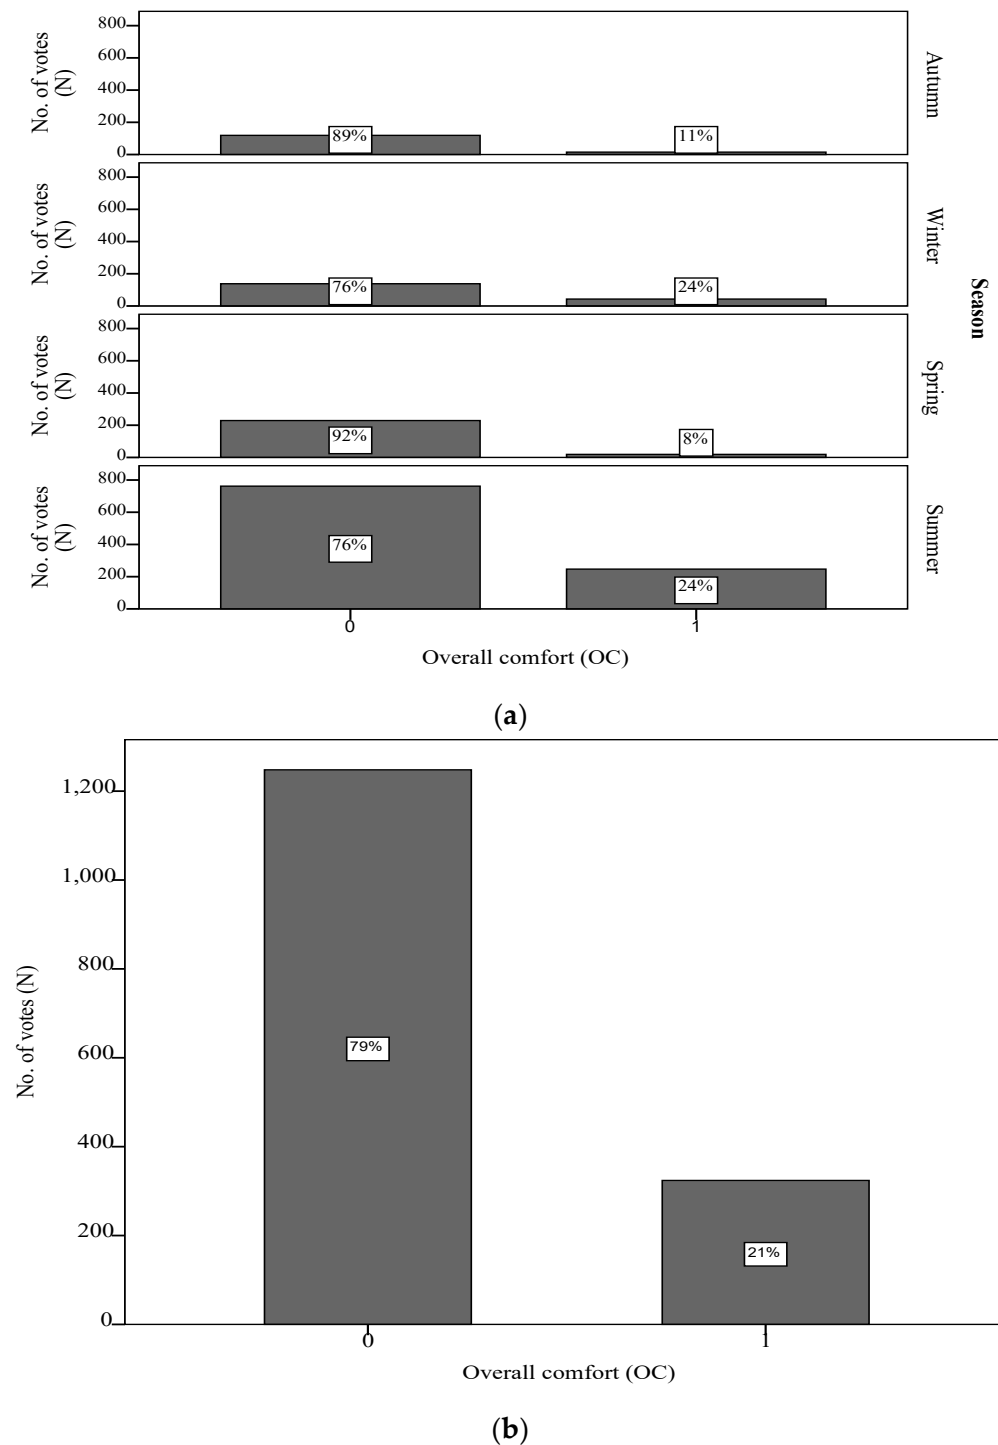 800
600
400
200
0
No. of votes
(N)
89%
11%
Autumn
800
600
400
200
0
No. of votes
(N)
76%
24%
Winter
800
600
400
200
0
No. of votes
(N)
92%
8%
Spring
800
600
400
200
0
No. of votes
(N)
76%
24%
Summer
Season
0 1
Overall comfort (OC)
(a)
1,200
1,000
800
600
400
200
0
No. of votes (N)
79%
21%
0 1
Overall comfort (OC)
(b)